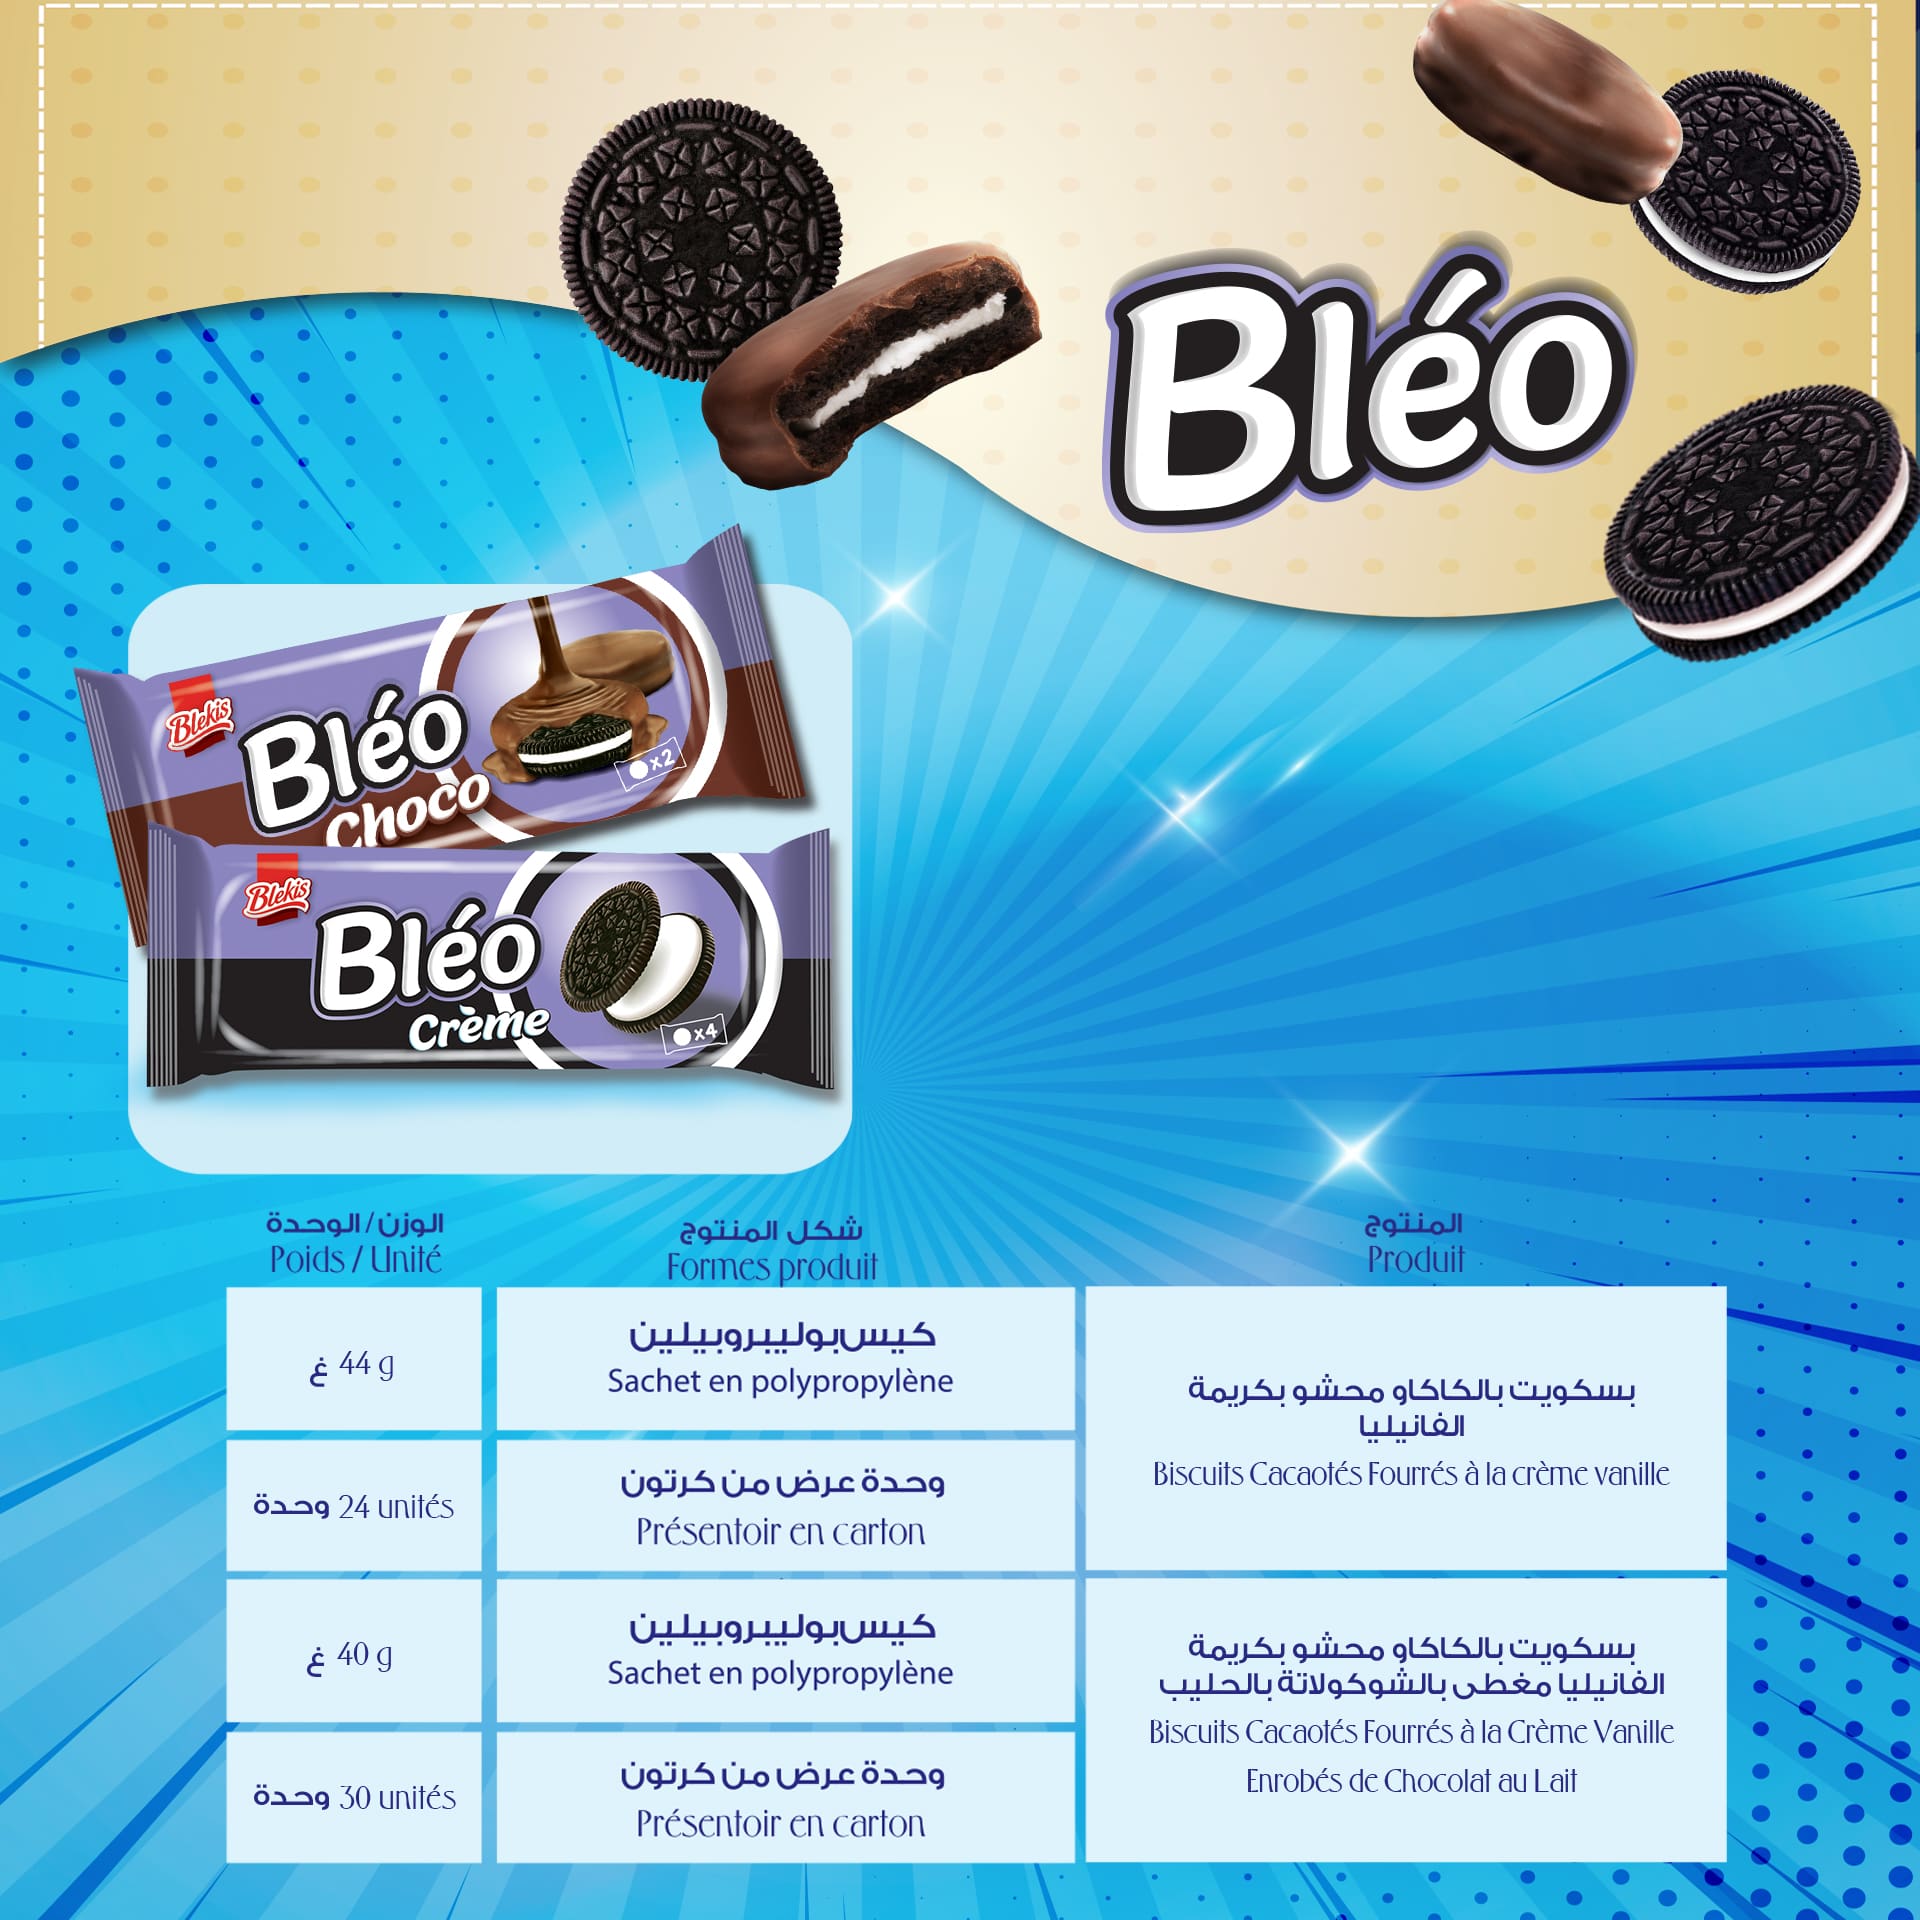 Bléo
Blekis
Bléo
Choco
x2
Blekis
Bléo
Crème
x4
المنتوج
Produit
شكل المنتوج
Formes produit
الوزن / الوحدة
Poids / Unité
بسكويت بالكاكاو محشو بكريمة
الفانيليا
Biscuits Cacaotés Fourrés à la crème vanille
كيس بوليبروبيلين
Sachet en polypropylène
44 g غ
وحدة عرض من كرتون
Présentoir en carton
24 unités وحدة
بسكويت بالكاكاو محشو بكريمة
الفانيليا مغطى بالشوكولاتة بالحليب
Biscuits Cacaotés Fourrés à la Crème Vanille
Enrobés de Chocolat au Lait
كيس بوليبروبيلين
Sachet en polypropylène
40 g غ
وحدة عرض من كرتون
Présentoir en carton
30 unités وحدة